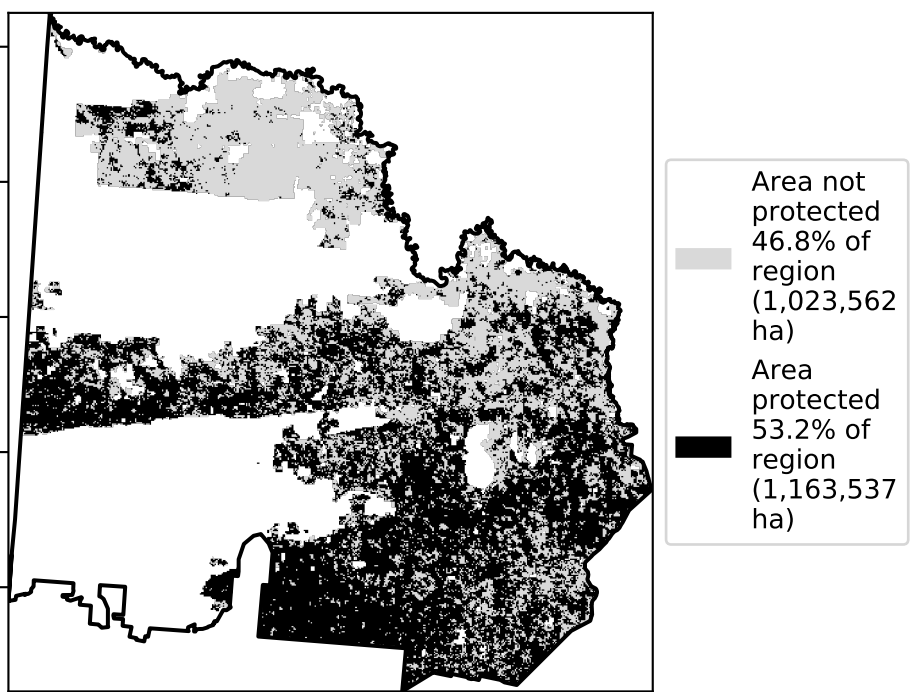 Area not
protected
46.8% of
region
(1,023,562
ha)
Area
protected
53.2% of
region
(1,163,537
ha)